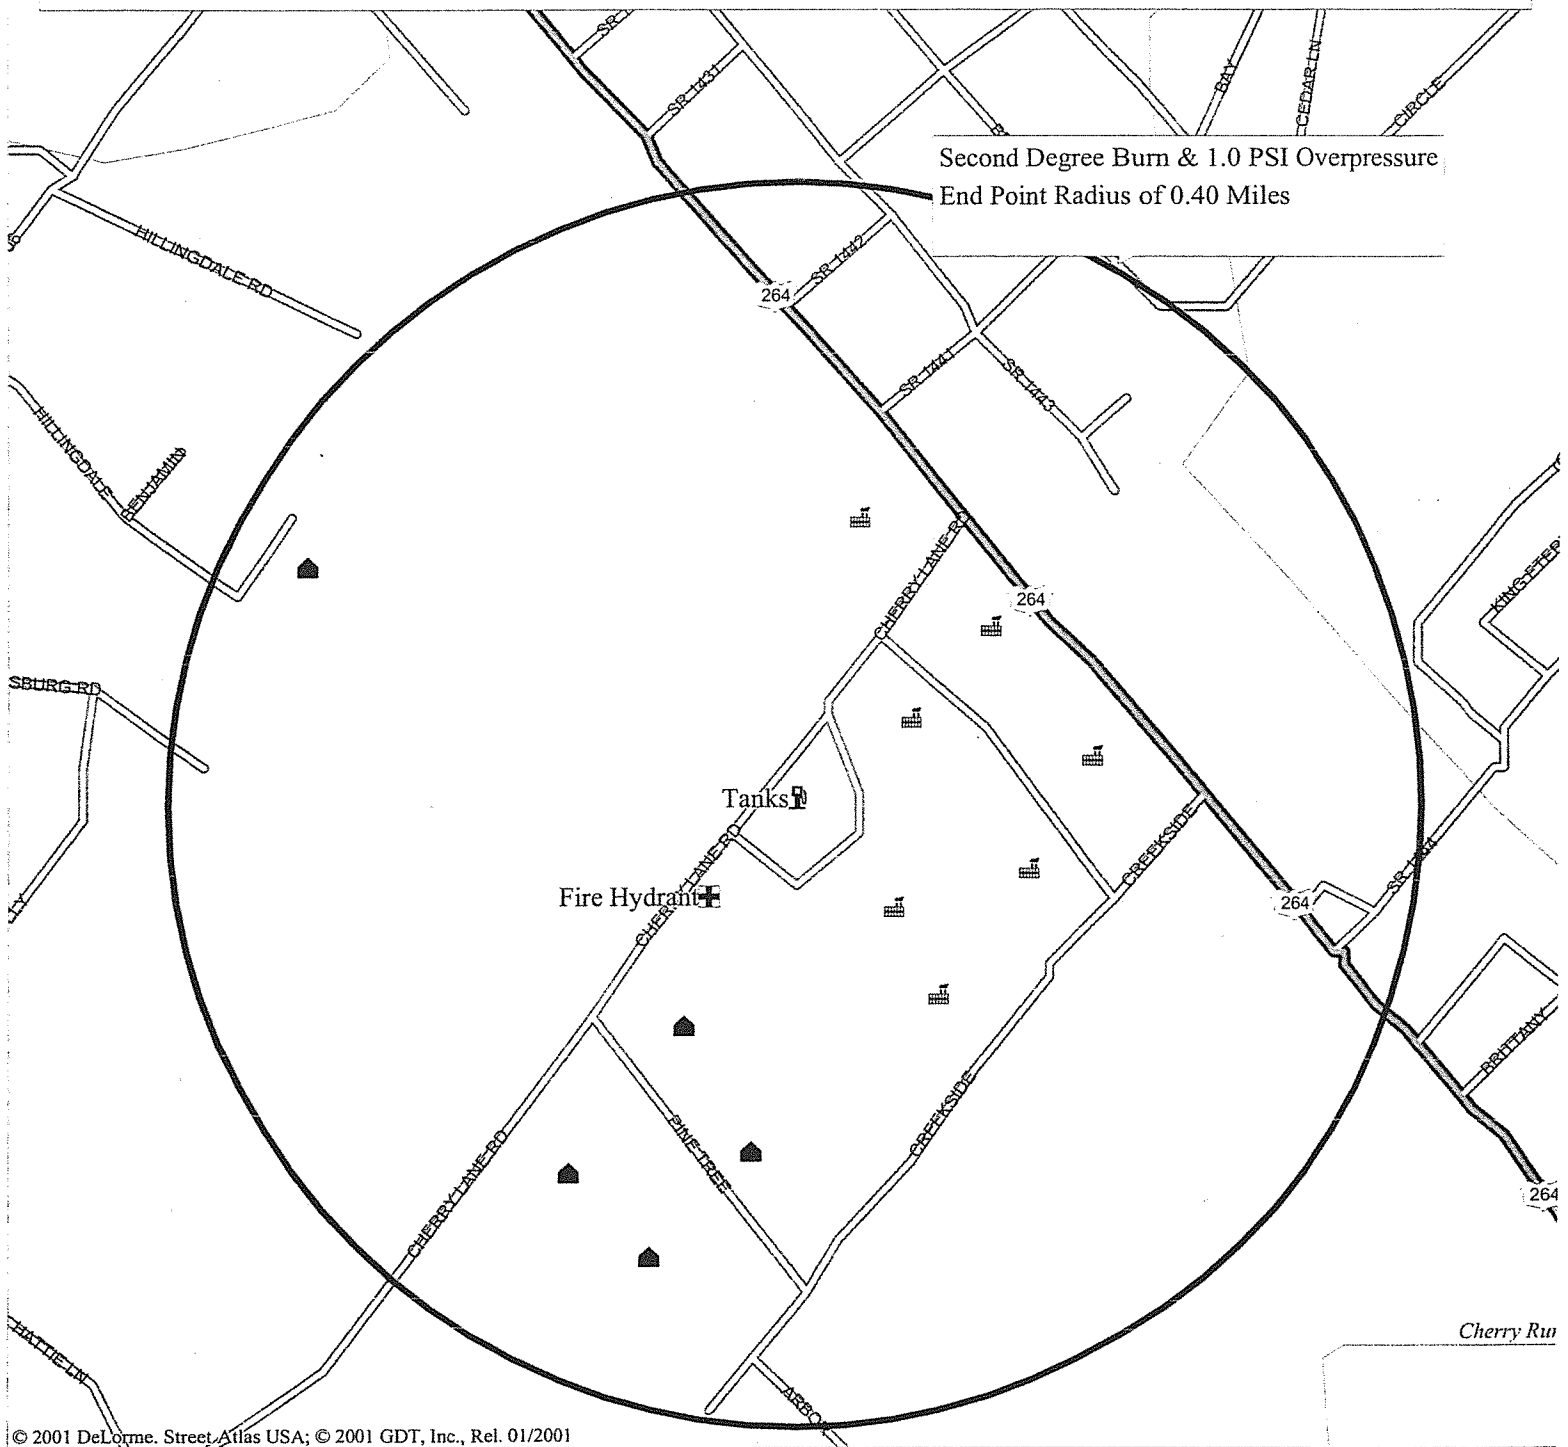 SR
SR 1431
BAY
CEDAR LN
CIRCLE
Second Degree Burn & 1.0 PSI Overpressure
End Point Radius of 0.40 Miles
HILLINGDALE RD
SR 1442
264
SR 1441
SR 1443
HILLINGDALE
BENJAMIN
CHERRY LANE RD
264
SBURG RD
Tanks
CREEKSIDE
CHERRY LANE RD
Fire Hydrant
264
BRITTANY
PINE TREE
CREEKSIDE
CHERRY LANE RD
264
HATTIE LN
Cherry Run
ARBOR
© 2001 DeLorme. Street Atlas USA; © 2001 GDT, Inc., Rel. 01/2001